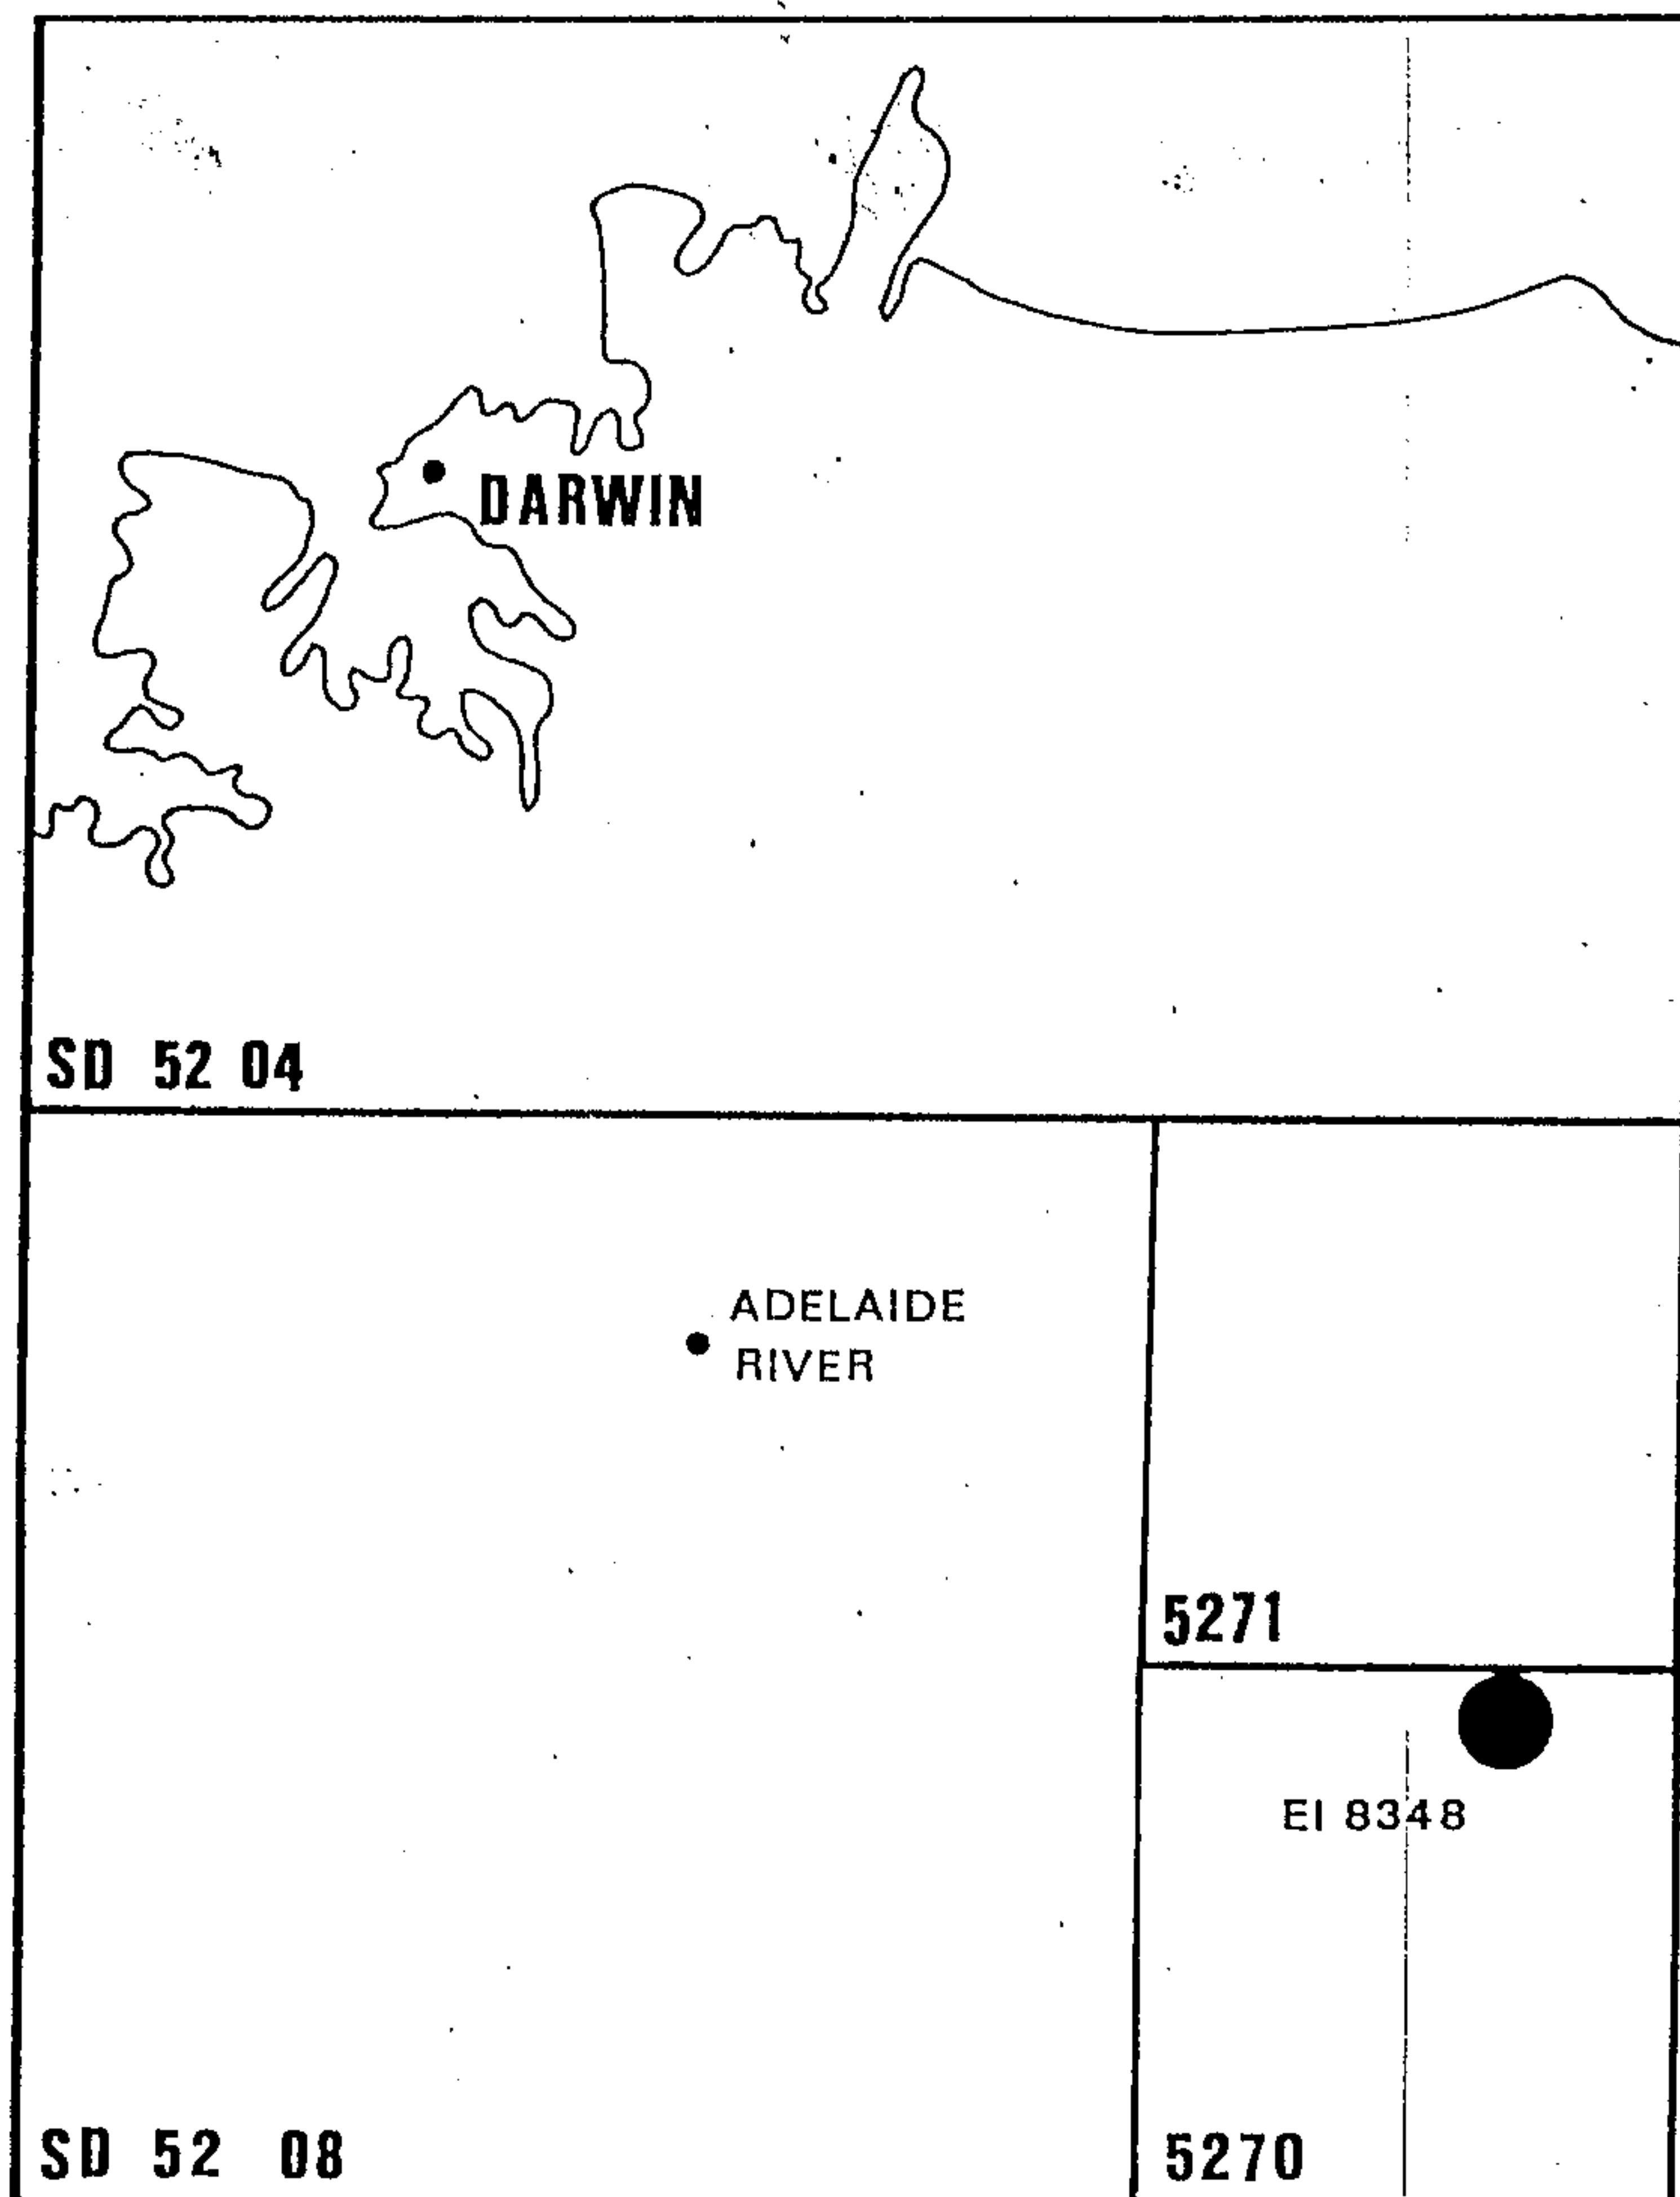 DARWIN
SD 52 04
ADELAIDE
RIVER
5271
EI 8348
SD 52 08
5270